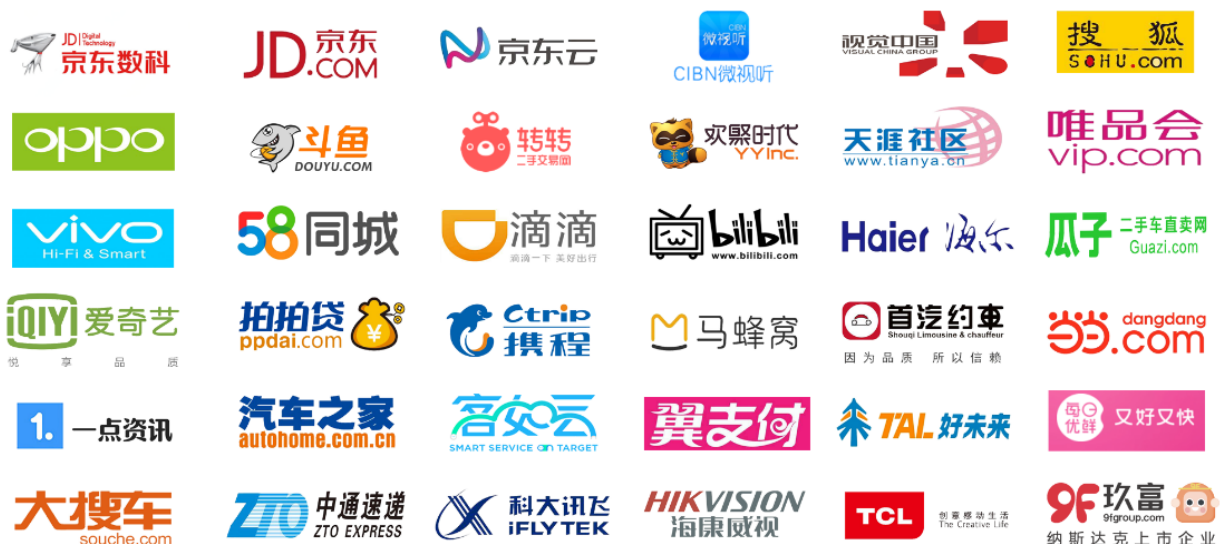 JD Digital Technology
京东数科
JD.COM 京东
京东云
CIBN
微视听
CIBN微视听
视觉中国
VISUAL CHINA GROUP
搜狐
SOHU.com
oppo
斗鱼
DOUYU.COM
转转
二手交易网
欢聚时代
YY Inc.
天涯社区
www.tianya.cn
唯品会
vip.com
vivo
Hi-Fi & Smart
58同城
滴滴
滴滴一下 美好出行
bilibili
www.bilibili.com
Haier 海尔
瓜子 二手车直卖网
Guazi.com
iQIYI 爱奇艺
悦享品质
拍拍贷
ppdai.com
Ctrip
携程
马蜂窝
首汽约車
Shouqi Limousine & chauffeur
因为品质 所以信赖
dangdang
当当.com
1.
一点资讯
汽车之家
autohome.com.cn
客如云
SMART SERVICE ON TARGET
翼支付
TAL 好未来
每日优鲜
又好又快
大搜车
souche.com
ZTO 中通速递
ZTO EXPRESS
科大讯飞
iFLYTEK
HIKVISION
海康威视
TCL
创意感动生活
The Creative Life
9F 玖富
9fgroup.com
纳斯达克上市企业